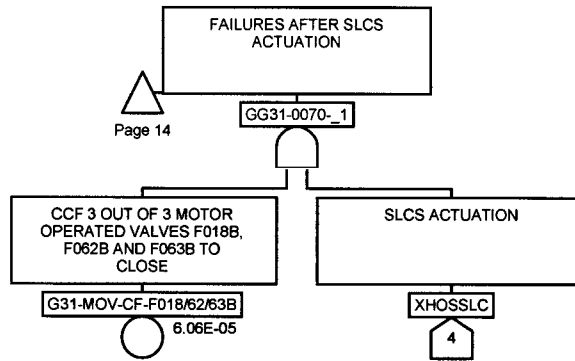 FAILURES AFTER SLCS
ACTUATION
Page 14
GG31-0070-_1
CCF 3 OUT OF 3 MOTOR
OPERATED VALVES F018B,
F062B AND F063B TO
CLOSE
G31-MOV-CF-F018/62/63B
6.06E-05
SLCS ACTUATION
XHOSSLC
4